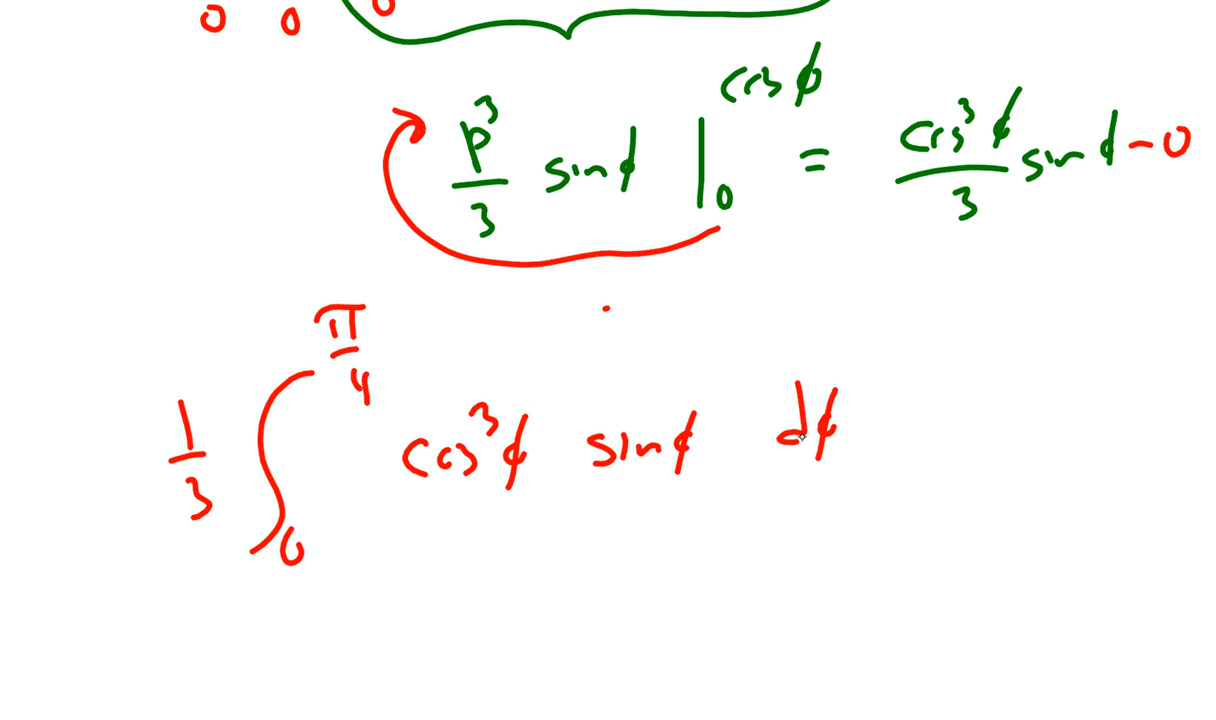 0 0 0
ρ³/3 sinϕ |₀^cosϕ = cos³ϕ/3 sinϕ - 0
1/3 ∫₀^π/4 cos³ϕ sinϕ dϕ